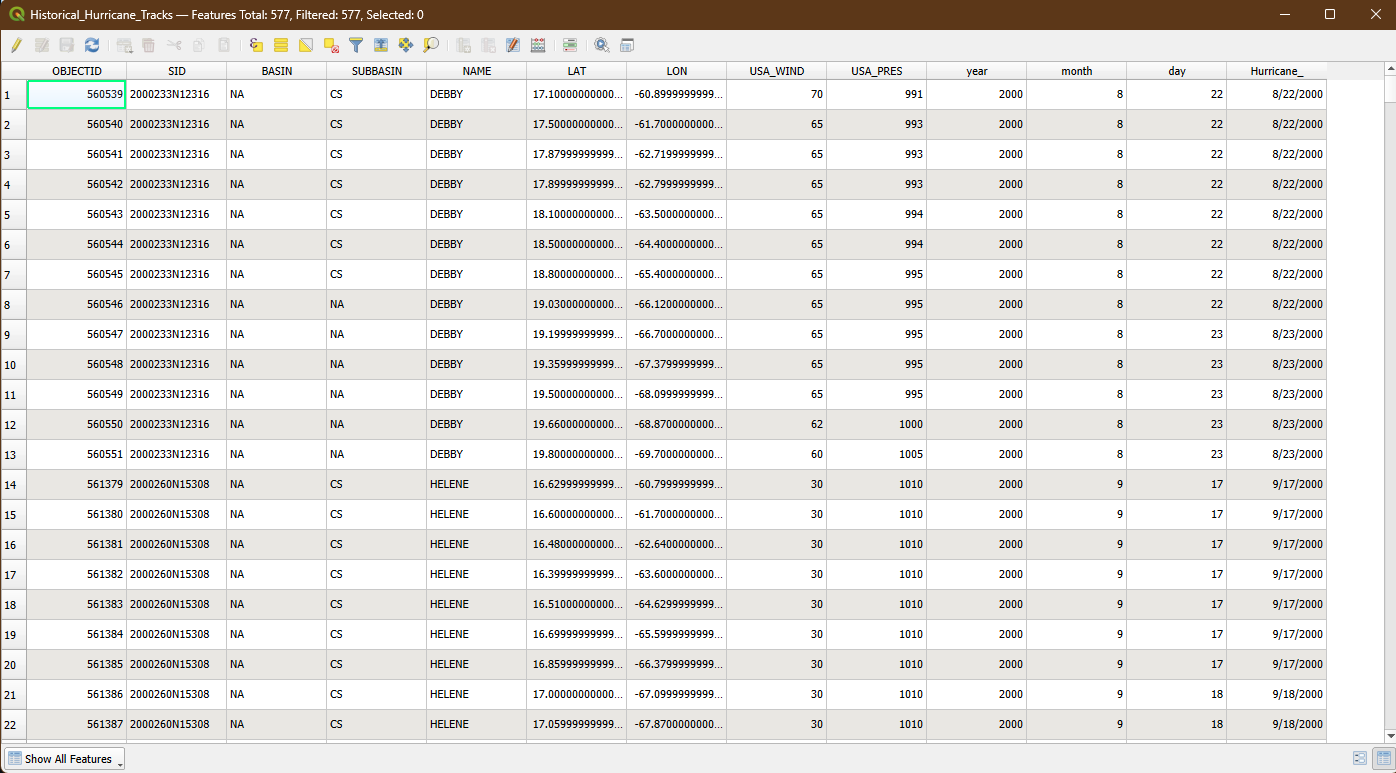 Historical_Hurricane_Tracks — Features Total: 577, Filtered: 577, Selected: 0
OBJECTID SID BASIN SUBBASIN NAME LAT LON USA_WIND USA_PRES year month day Hurricane_
1 560539 2000233N12316 NA CS DEBBY 17.10000000000... -60.8999999999... 70 991 2000 8 22 8/22/2000
2 560540 2000233N12316 NA CS DEBBY 17.50000000000... -61.7000000000... 65 993 2000 8 22 8/22/2000
3 560541 2000233N12316 NA CS DEBBY 17.87999999999... -62.7199999999... 65 993 2000 8 22 8/22/2000
4 560542 2000233N12316 NA CS DEBBY 17.89999999999... -62.7999999999... 65 993 2000 8 22 8/22/2000
5 560543 2000233N12316 NA CS DEBBY 18.10000000000... -63.5000000000... 65 994 2000 8 22 8/22/2000
6 560544 2000233N12316 NA CS DEBBY 18.50000000000... -64.4000000000... 65 994 2000 8 22 8/22/2000
7 560545 2000233N12316 NA CS DEBBY 18.80000000000... -65.4000000000... 65 995 2000 8 22 8/22/2000
8 560546 2000233N12316 NA NA DEBBY 19.03000000000... -66.1200000000... 65 995 2000 8 22 8/22/2000
9 560547 2000233N12316 NA NA DEBBY 19.19999999999... -66.7000000000... 65 995 2000 8 23 8/23/2000
10 560548 2000233N12316 NA NA DEBBY 19.35999999999... -67.3799999999... 65 995 2000 8 23 8/23/2000
11 560549 2000233N12316 NA NA DEBBY 19.50000000000... -68.0999999999... 65 995 2000 8 23 8/23/2000
12 560550 2000233N12316 NA NA DEBBY 19.66000000000... -68.8700000000... 62 1000 2000 8 23 8/23/2000
13 560551 2000233N12316 NA NA DEBBY 19.80000000000... -69.7000000000... 60 1005 2000 8 23 8/23/2000
14 561379 2000260N15308 NA CS HELENE 16.62999999999... -60.7999999999... 30 1010 2000 9 17 9/17/2000
15 561380 2000260N15308 NA CS HELENE 16.60000000000... -61.7000000000... 30 1010 2000 9 17 9/17/2000
16 561381 2000260N15308 NA CS HELENE 16.48000000000... -62.6400000000... 30 1010 2000 9 17 9/17/2000
17 561382 2000260N15308 NA CS HELENE 16.39999999999... -63.6000000000... 30 1010 2000 9 17 9/17/2000
18 561383 2000260N15308 NA CS HELENE 16.51000000000... -64.6299999999... 30 1010 2000 9 17 9/17/2000
19 561384 2000260N15308 NA CS HELENE 16.69999999999... -65.5999999999... 30 1010 2000 9 17 9/17/2000
20 561385 2000260N15308 NA CS HELENE 16.85999999999... -66.3799999999... 30 1010 2000 9 17 9/17/2000
21 561386 2000260N15308 NA CS HELENE 17.00000000000... -67.0999999999... 30 1010 2000 9 18 9/18/2000
22 561387 2000260N15308 NA CS HELENE 17.05999999999... -67.8700000000... 30 1010 2000 9 18 9/18/2000
Show All Features